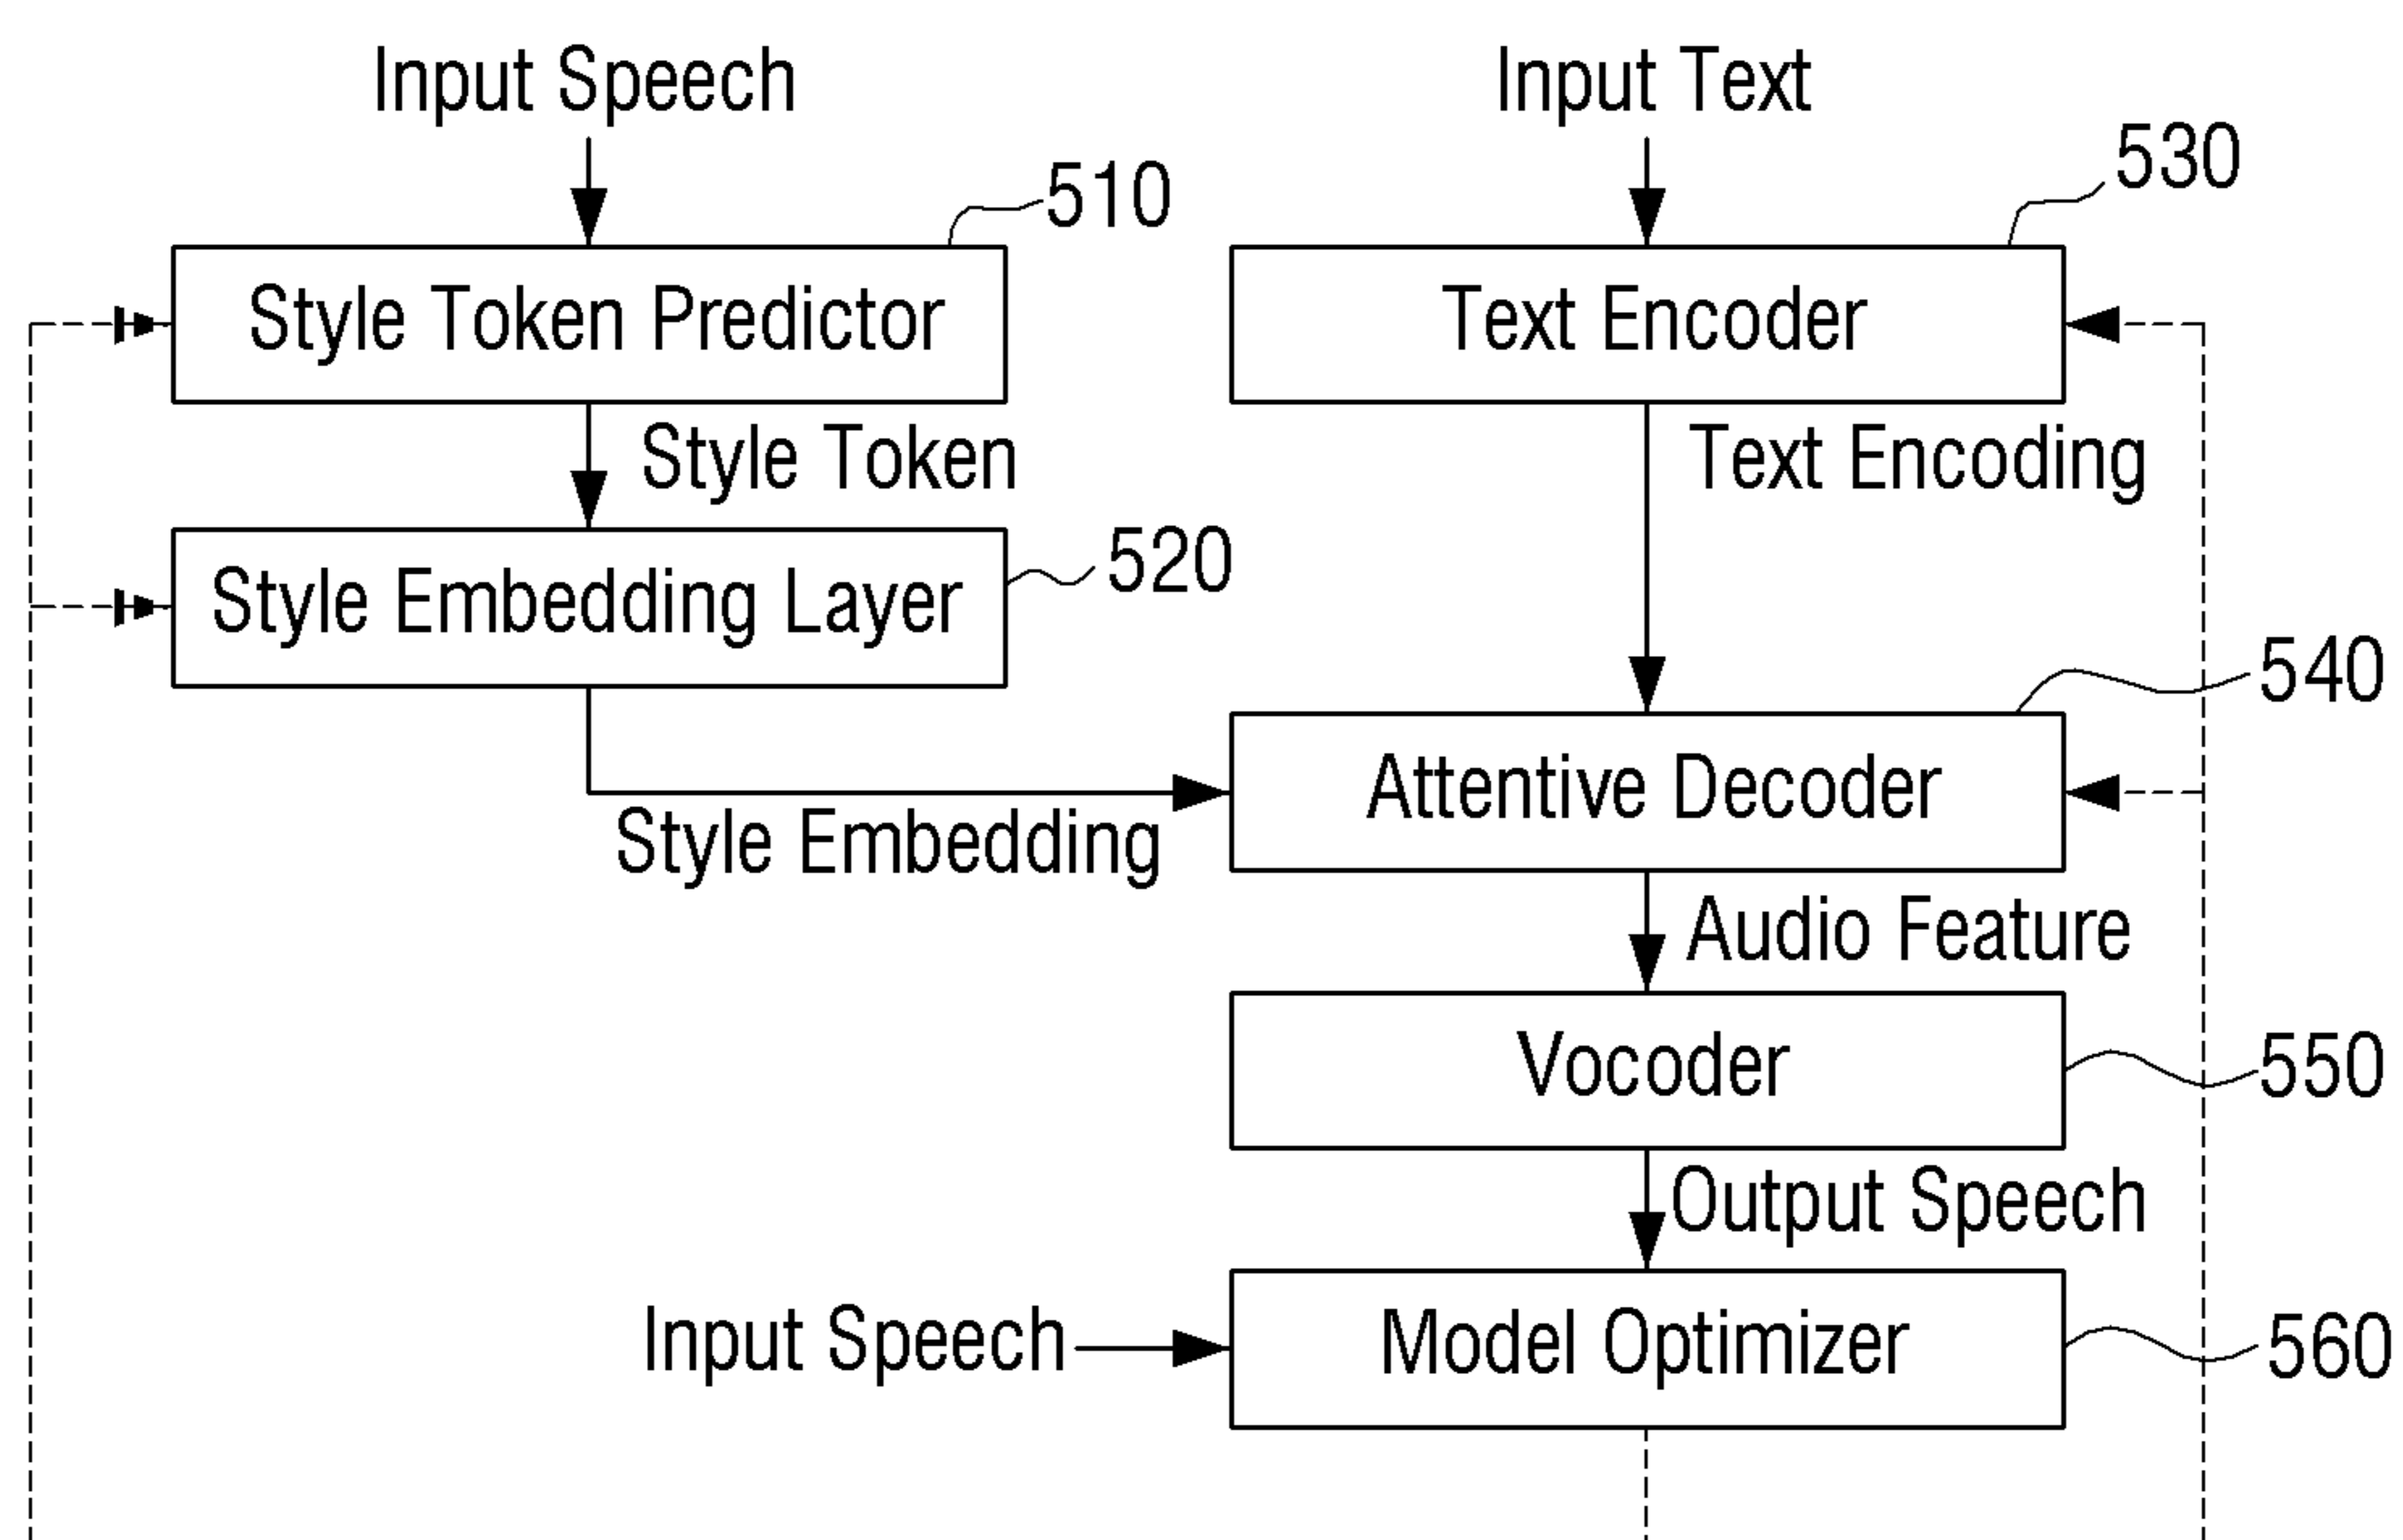 Input Speech
Input Text
510
530
Style Token Predictor
Text Encoder
Style Token
Text Encoding
520
Style Embedding Layer
540
Attentive Decoder
Style Embedding
Audio Feature
Vocoder
550
Output Speech
Input Speech
Model Optimizer
560